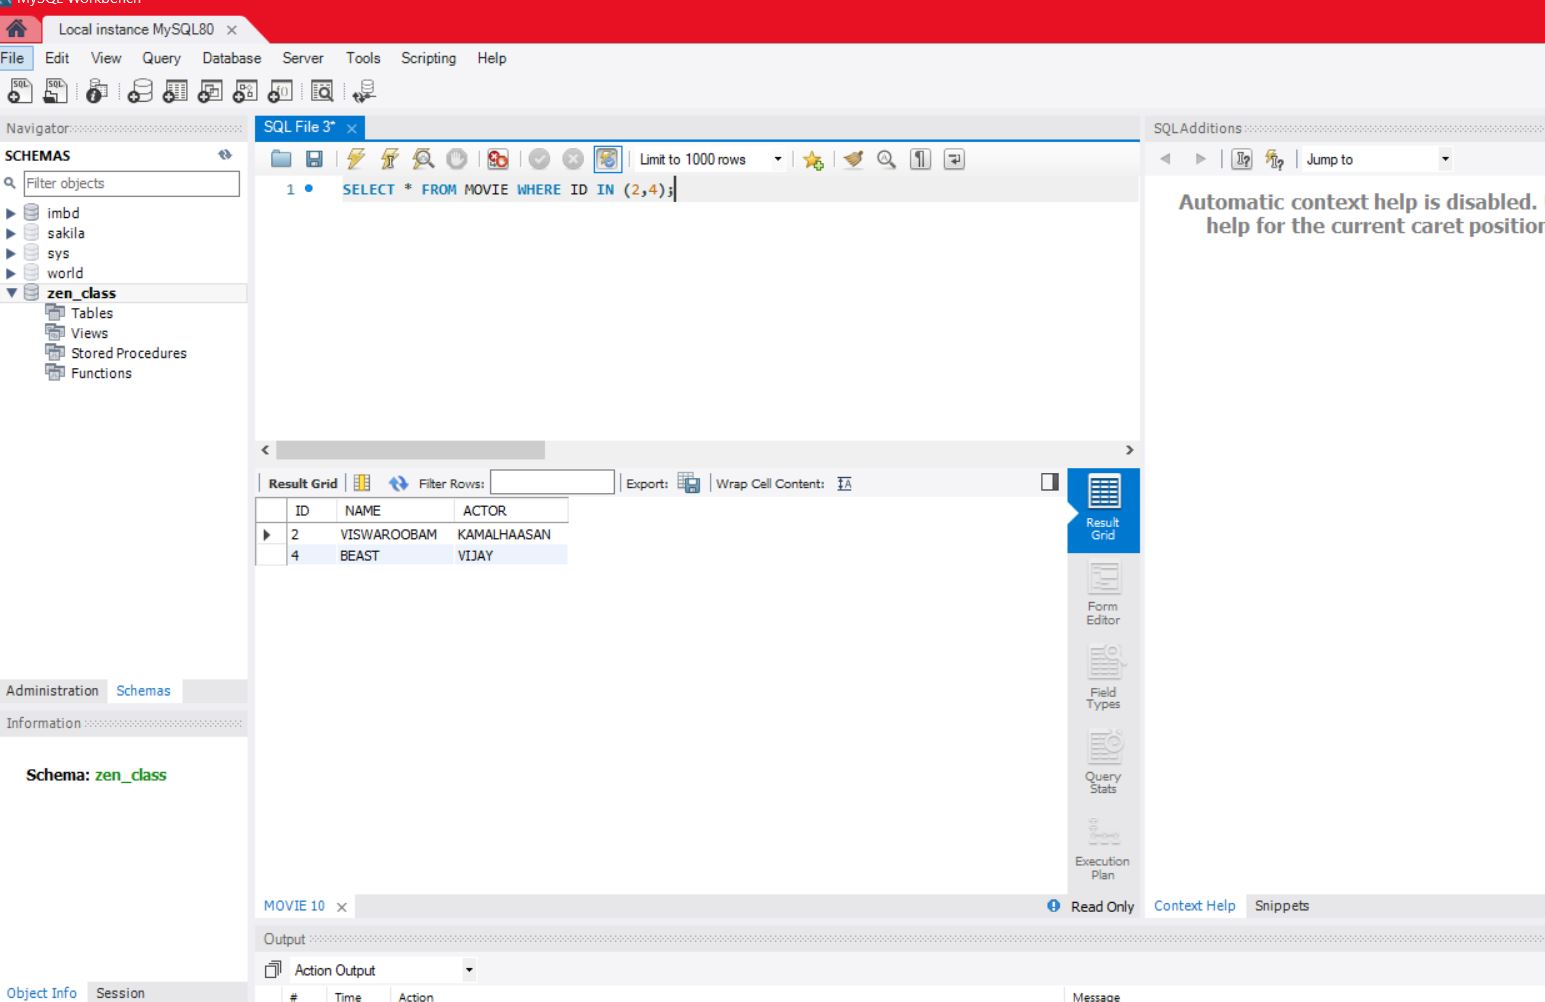 MySQL Workbench
Local instance MySQL80
File Edit View Query Database Server Tools Scripting Help
Navigator
SCHEMAS
Filter objects
imbd
sakila
sys
world
zen_class
Tables
Views
Stored Procedures
Functions
Administration Schemas
Information
Schema: zen_class
Object Info Session
SQL File 3*
Limit to 1000 rows
1 SELECT * FROM MOVIE WHERE ID IN (2,4);
Result Grid Filter Rows: Export: Wrap Cell Content:
ID NAME ACTOR
2 VISWAROOBAM KAMALHAASAN
4 BEAST VIJAY
Result
Grid
Form
Editor
Field
Types
Query
Stats
Execution
Plan
MOVIE 10
Read Only
Output
Action Output
# Time Action Message
SQLAdditions
Jump to
Automatic context help is disabled.
help for the current caret position
Context Help Snippets